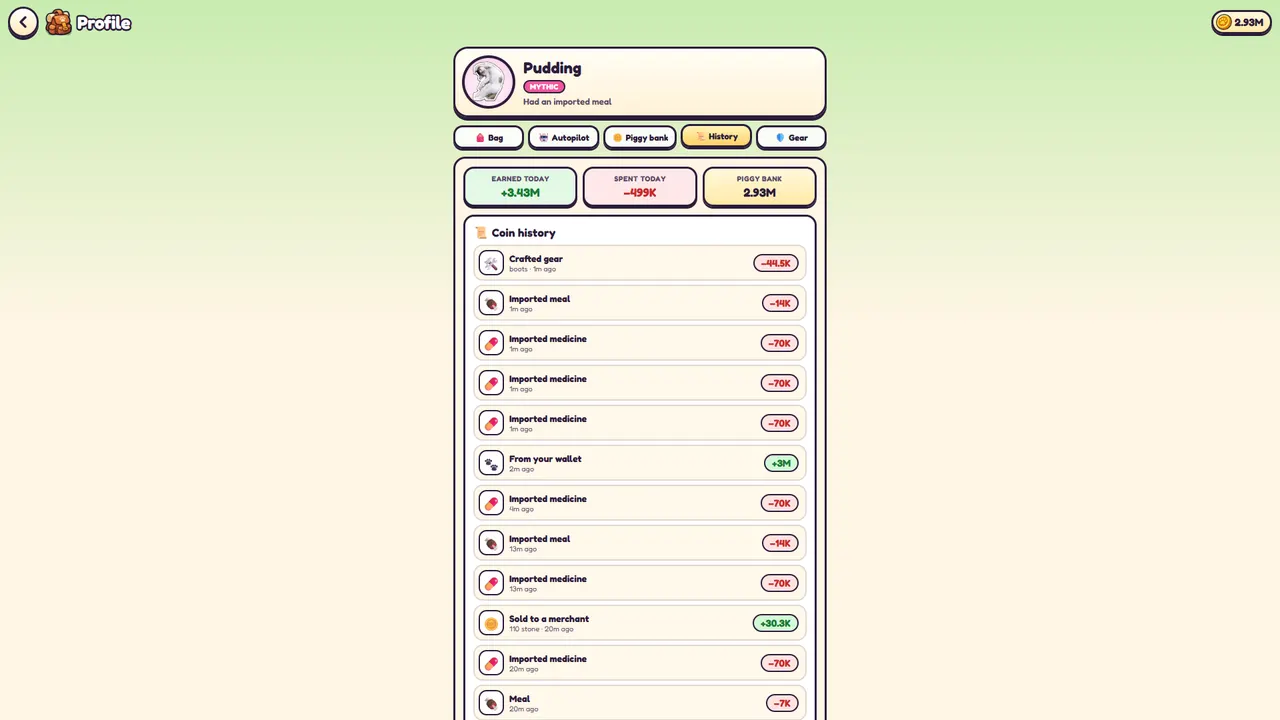 Profile
2.93M
Pudding
MYTHIC
Had an imported meal
Bag
Autopilot
Piggy bank
History
Gear
EARNED TODAY
+3.43M
SPENT TODAY
-499K
PIGGY BANK
2.93M
Coin history
Crafted gear
boots · 1m ago
-44.5K
Imported meal
1m ago
-14K
Imported medicine
1m ago
-70K
Imported medicine
1m ago
-70K
Imported medicine
1m ago
-70K
From your wallet
2m ago
+3M
Imported medicine
4m ago
-70K
Imported meal
13m ago
-14K
Imported medicine
13m ago
-70K
Sold to a merchant
110 stone · 20m ago
+30.3K
Imported medicine
20m ago
-70K
Meal
20m ago
-7K